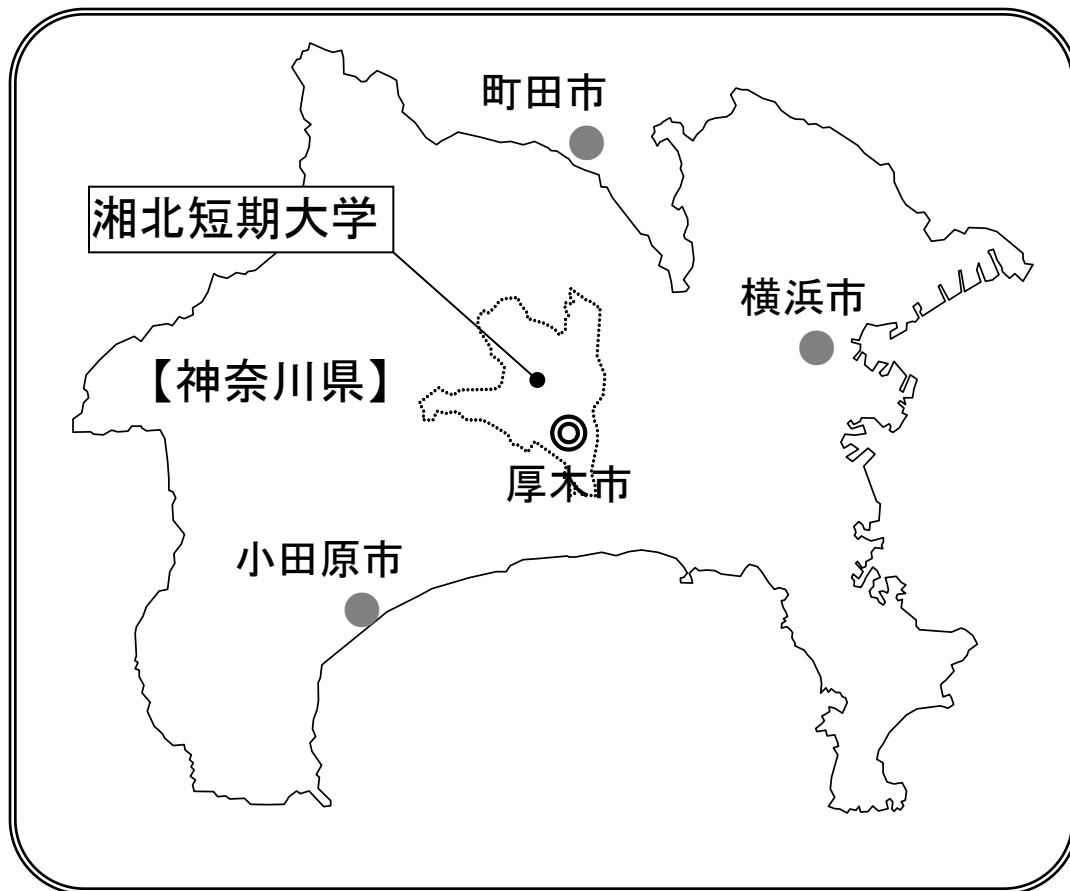 町田市
湘北短期大学
横浜市
【神奈川県】
厚木市
小田原市